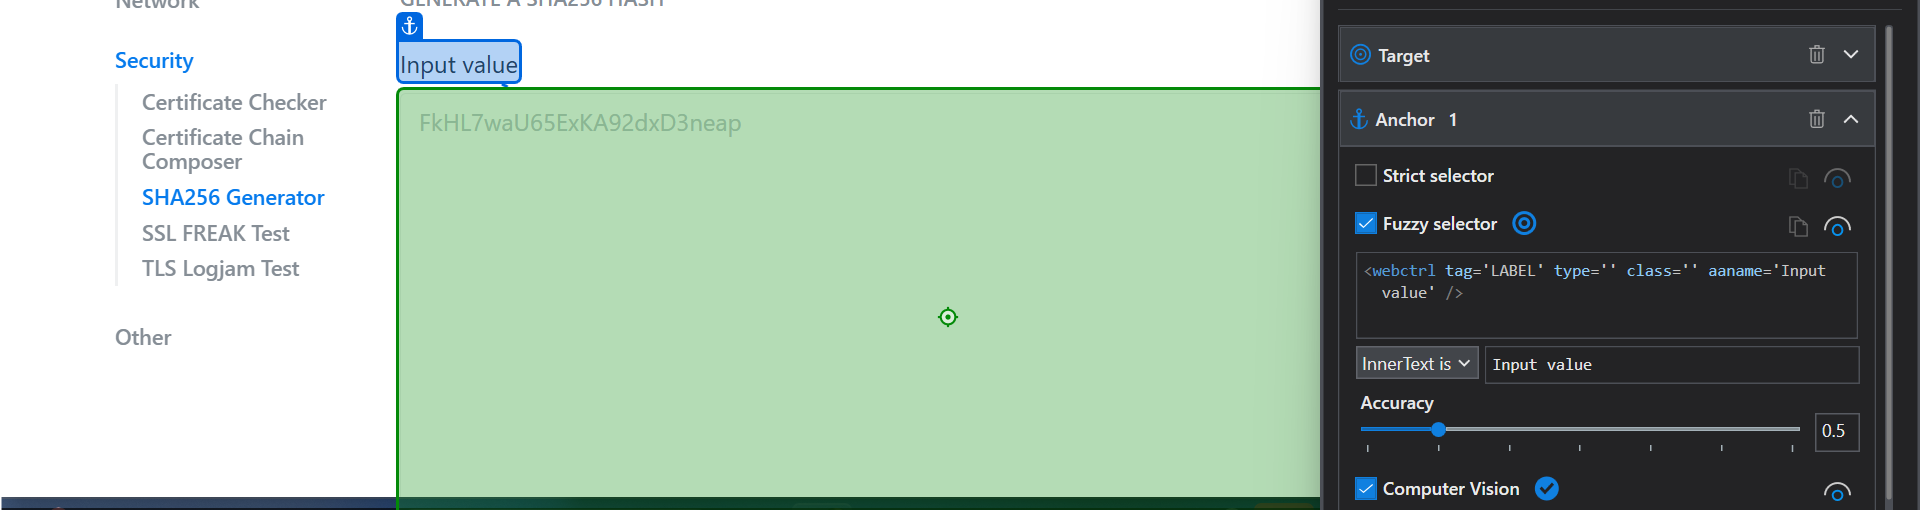 Network
GENERATE A SHA256 HASH
Security
Input value
Certificate Checker
Certificate Chain
Composer
SHA256 Generator
SSL FREAK Test
TLS Logjam Test
Other
FkHL7waU65ExKA92dxD3neap
Target
Anchor 1
Strict selector
Fuzzy selector
<webctrl tag='LABEL' type='' class='' aaname='Input
value' />
InnerText is
Input value
Accuracy
0.5
Computer Vision